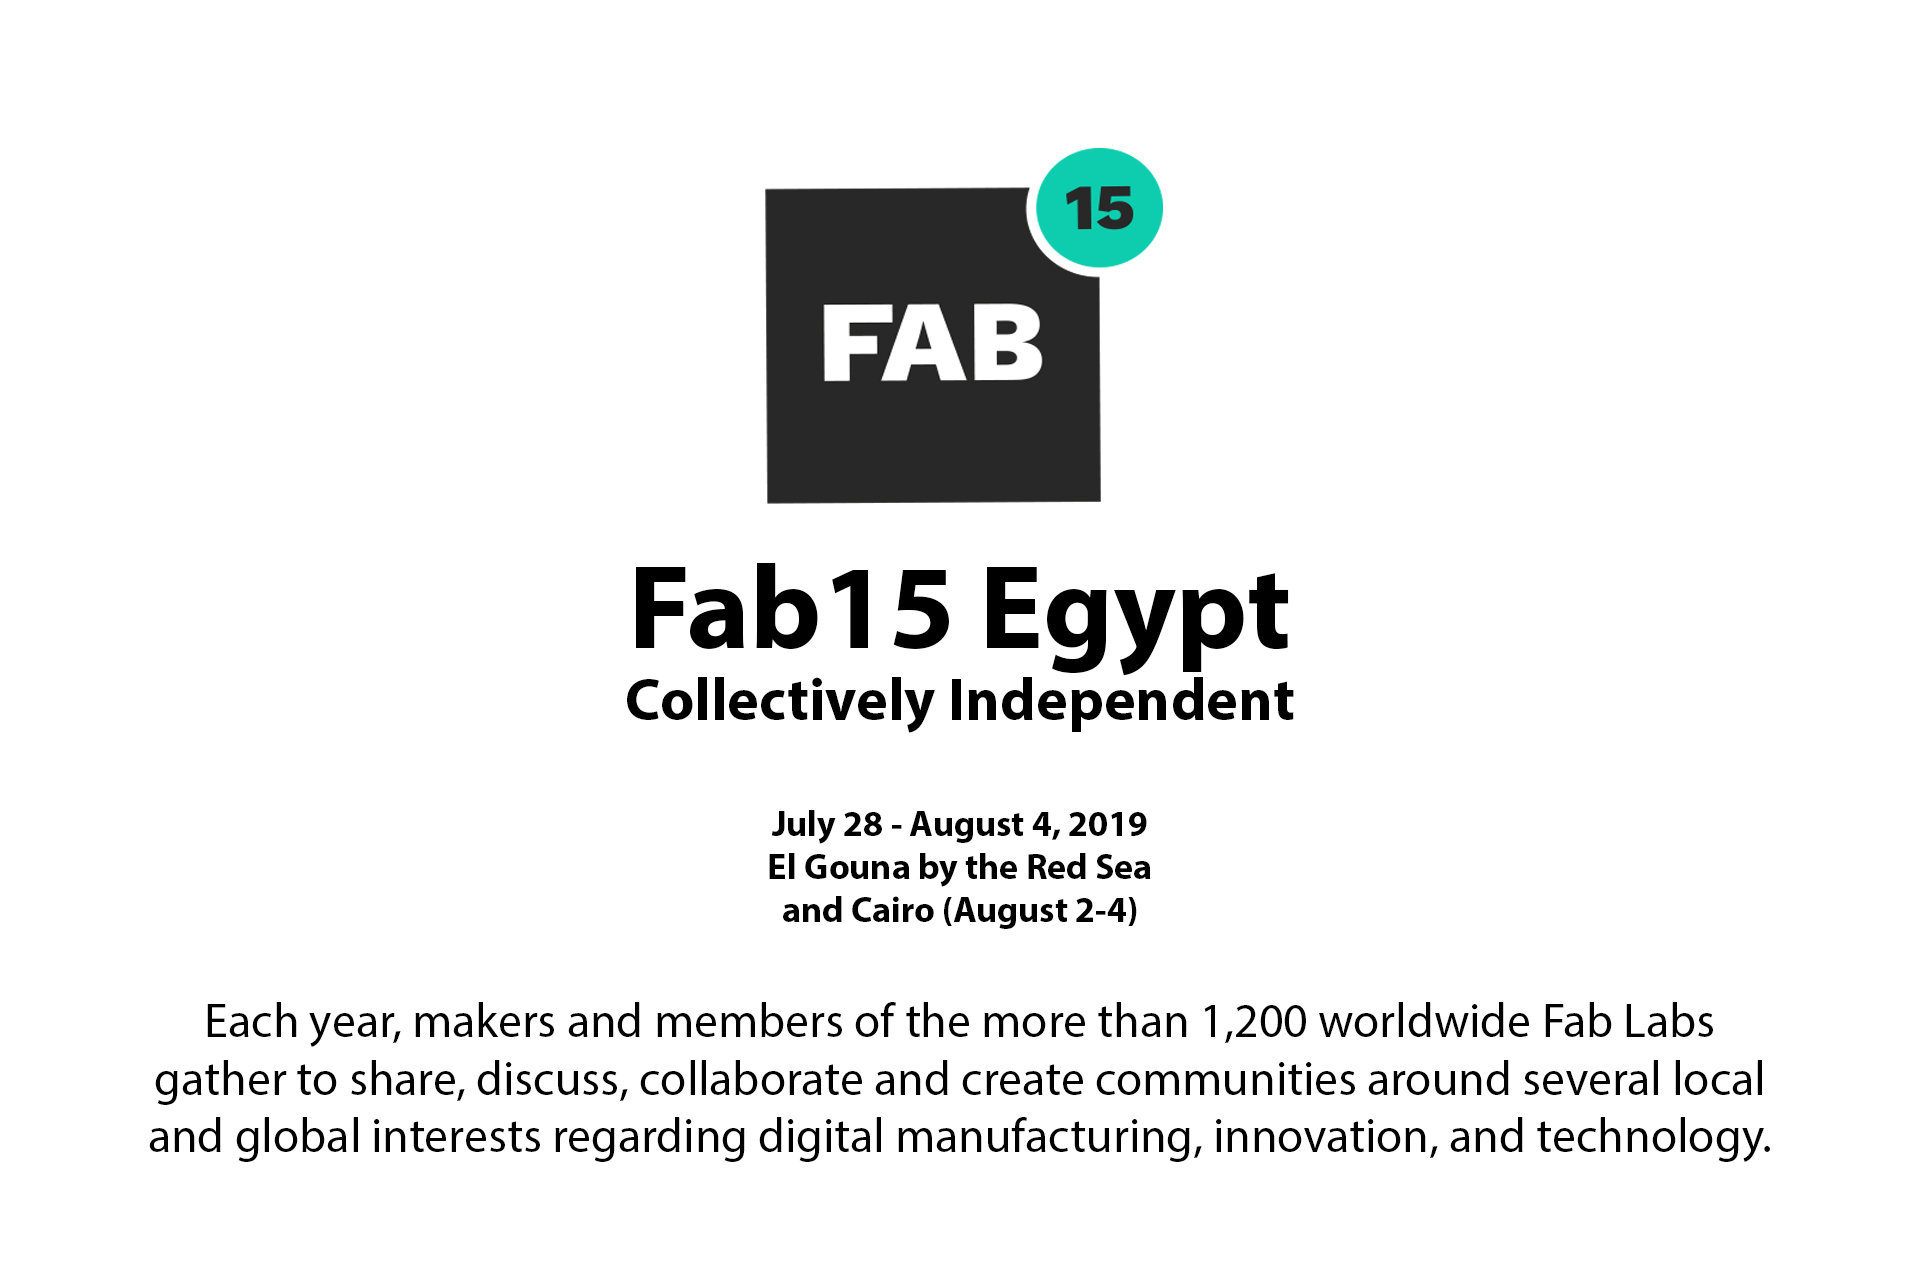 15
FAB
Fab15 Egypt
Collectively Independent
July 28 - August 4, 2019
El Gouna by the Red Sea
and Cairo (August 2-4)
Each year, makers and members of the more than 1,200 worldwide Fab Labs
gather to share, discuss, collaborate and create communities around several local
and global interests regarding digital manufacturing, innovation, and technology.